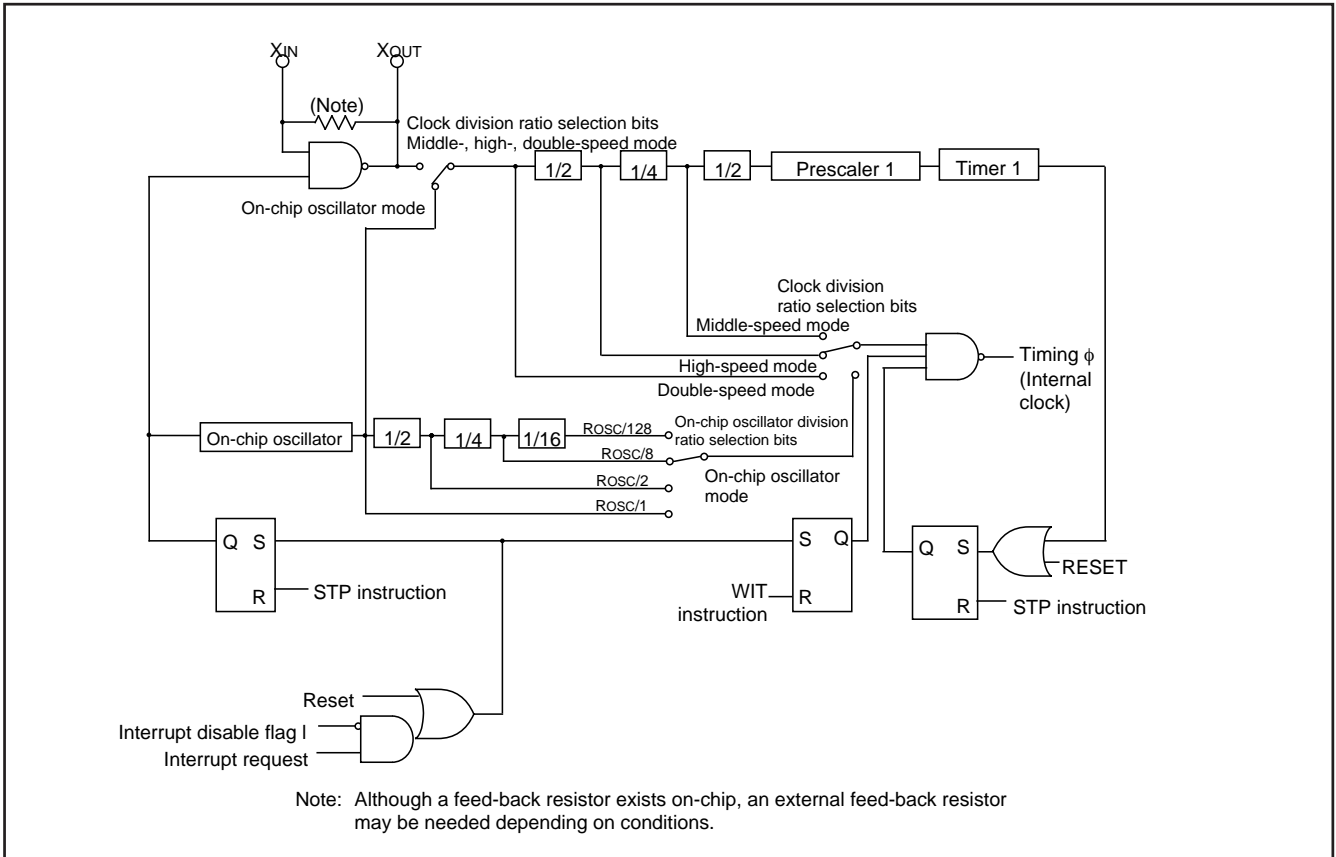 XIN
XOUT
(Note)
Clock division ratio selection bits
Middle-, high-, double-speed mode
1/2
1/4
1/2
Prescaler 1
Timer 1
On-chip oscillator mode
Clock division
ratio selection bits
Middle-speed mode
High-speed mode
Double-speed mode
Timing ϕ
(Internal
clock)
On-chip oscillator
1/2
1/4
1/16
ROSC/128
ROSC/8
ROSC/2
ROSC/1
On-chip oscillator division
ratio selection bits
On-chip oscillator
mode
Q S
R
STP instruction
S Q
R
WIT
instruction
Q S
R
RESET
STP instruction
Reset
Interrupt disable flag I
Interrupt request
Note: Although a feed-back resistor exists on-chip, an external feed-back resistor
may be needed depending on conditions.